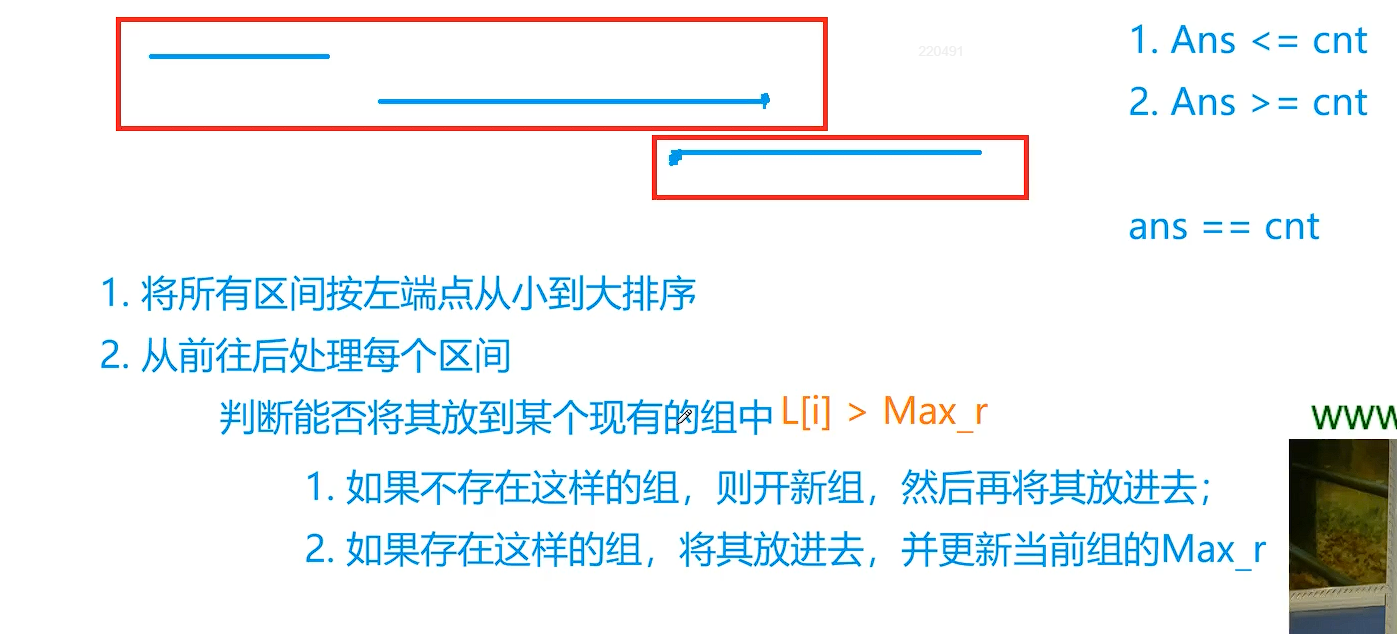 220491
1. Ans <= cnt
2. Ans >= cnt
ans == cnt
1. 将所有区间按左端点从小到大排序
2. 从前往后处理每个区间
判断能否将其放到某个现有的组中 L[i] > Max_r
www
1. 如果不存在这样的组，则开新组，然后再将其放进去；
2. 如果存在这样的组，将其放进去，并更新当前组的Max_r